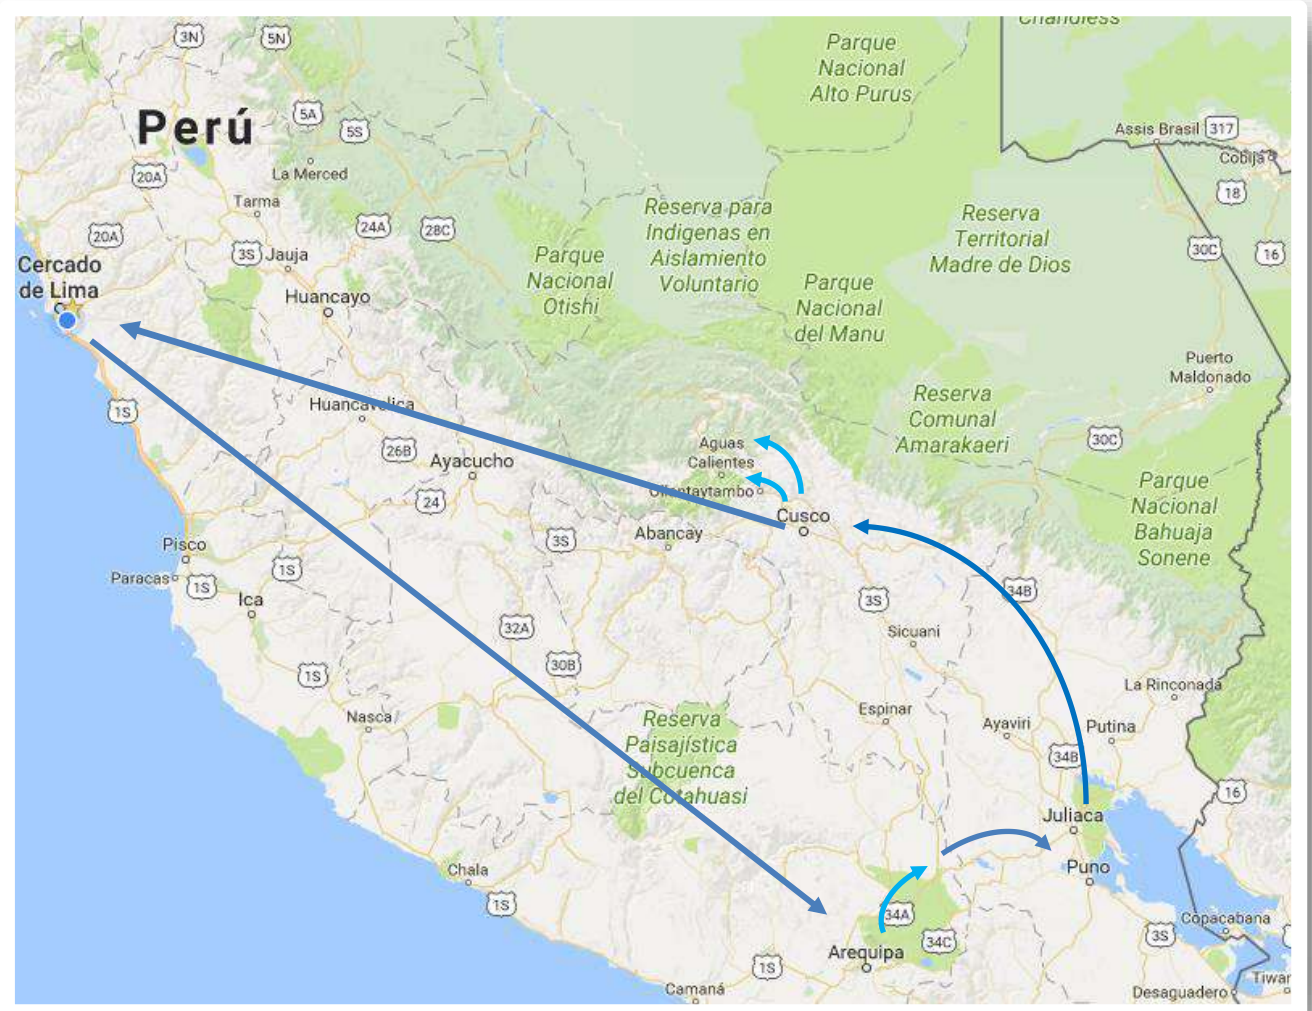 Chandless
3N
5N
Parque
Nacional
Alto Purus
Perú
5A
5S
Assis Brasil
317
Cobija
La Merced
20A
18
Tarma
Reserva para
Indigenas en
Aislamiento
Voluntario
Reserva
Territorial
Madre de Dios
24A
28C
20A
3S
Jauja
30C
16
Cercado
de Lima
Parque
Nacional
Otishi
Parque
Nacional
del Manu
Huancayo
Puerto
Maldonado
1S
Huancavelica
Reserva
Comunal
Amarakaeri
30C
26B
Ayacucho
Aguas
Calientes
Ollantaytambo
24
Parque
Nacional
Bahuaja
Sonene
Cusco
Abancay
3S
Pisco
Paracas
1S
1S
Ica
3S
34B
32A
Sicuani
30B
1S
La Rinconada
Nasca
Reserva
Paisajística
Subcuenca
del Cotahuasi
Espinar
Ayaviri
Putina
34B
16
Juliaca
Puno
Chala
1S
34A
34C
Copacabana
3S
Arequipa
1S
Camaná
Desaguadero
Tiwar